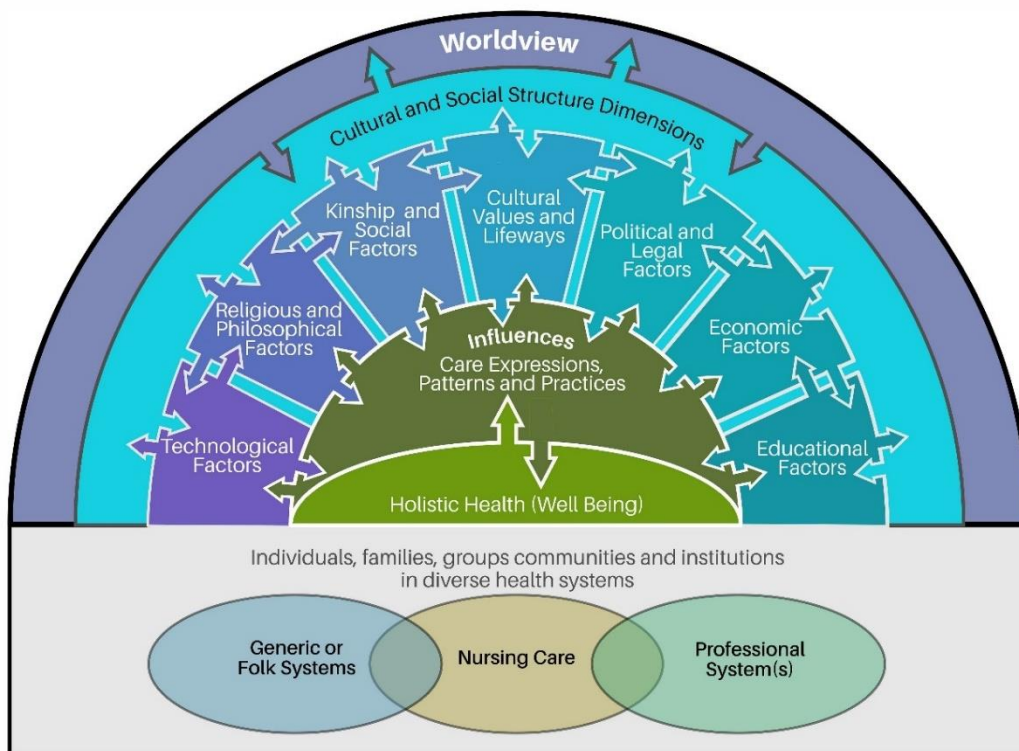 Worldview
Cultural and Social Structure Dimensions
Kinship and
Social
Factors
Cultural
Values and
Lifeways
Political and
Legal
Factors
Religious and
Philosophical
Factors
Economic
Factors
Technological
Factors
Educational
Factors
Influences
Care Expressions,
Patterns and Practices
Holistic Health (Well Being)
Individuals, families, groups communities and institutions
in diverse health systems
Generic or
Folk Systems
Nursing Care
Professional
System(s)